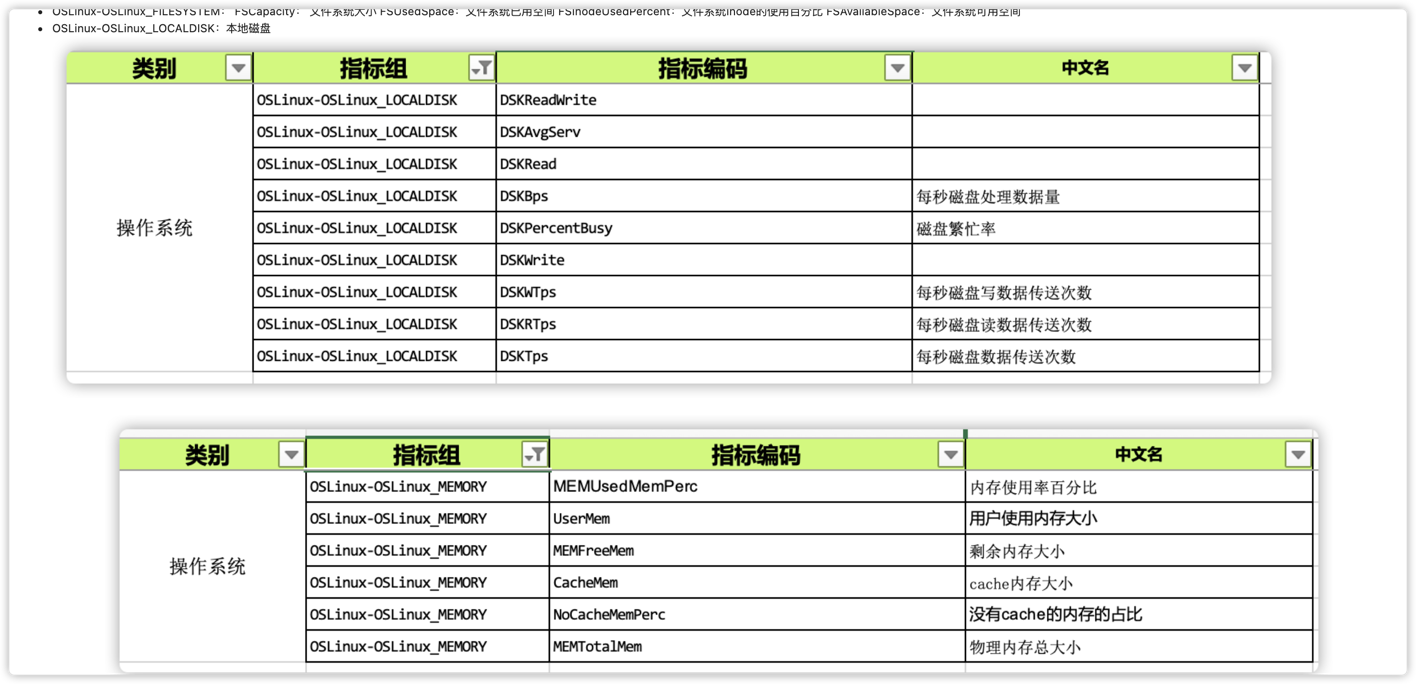 OSLinux-OSLinux_FILESYSTEM： FSCapacity： 文件系统大小 FSUsedSpace：文件系统已用空间 FSInodeUsedPercent：文件系统inode的使用百分比 FSAvailableSpace：文件系统可用空间
OSLinux-OSLinux_LOCALDISK：本地磁盘
类别 指标组 指标编码 中文名
操作系统
OSLinux-OSLinux_LOCALDISK DSKReadWrite
OSLinux-OSLinux_LOCALDISK DSKAvgServ
OSLinux-OSLinux_LOCALDISK DSKRead
OSLinux-OSLinux_LOCALDISK DSKBps 每秒磁盘处理数据量
OSLinux-OSLinux_LOCALDISK DSKPercentBusy 磁盘繁忙率
OSLinux-OSLinux_LOCALDISK DSKWrite
OSLinux-OSLinux_LOCALDISK DSKWTps 每秒磁盘写数据传送次数
OSLinux-OSLinux_LOCALDISK DSKRTps 每秒磁盘读数据传送次数
OSLinux-OSLinux_LOCALDISK DSKTps 每秒磁盘数据传送次数
类别 指标组 指标编码 中文名
操作系统
OSLinux-OSLinux_MEMORY MEMUsedMemPerc 内存使用率百分比
OSLinux-OSLinux_MEMORY UserMem 用户使用内存大小
OSLinux-OSLinux_MEMORY MEMFreeMem 剩余内存大小
OSLinux-OSLinux_MEMORY CacheMem cache内存大小
OSLinux-OSLinux_MEMORY NoCacheMemPerc 没有cache的内存的占比
OSLinux-OSLinux_MEMORY MEMTotalMem 物理内存总大小